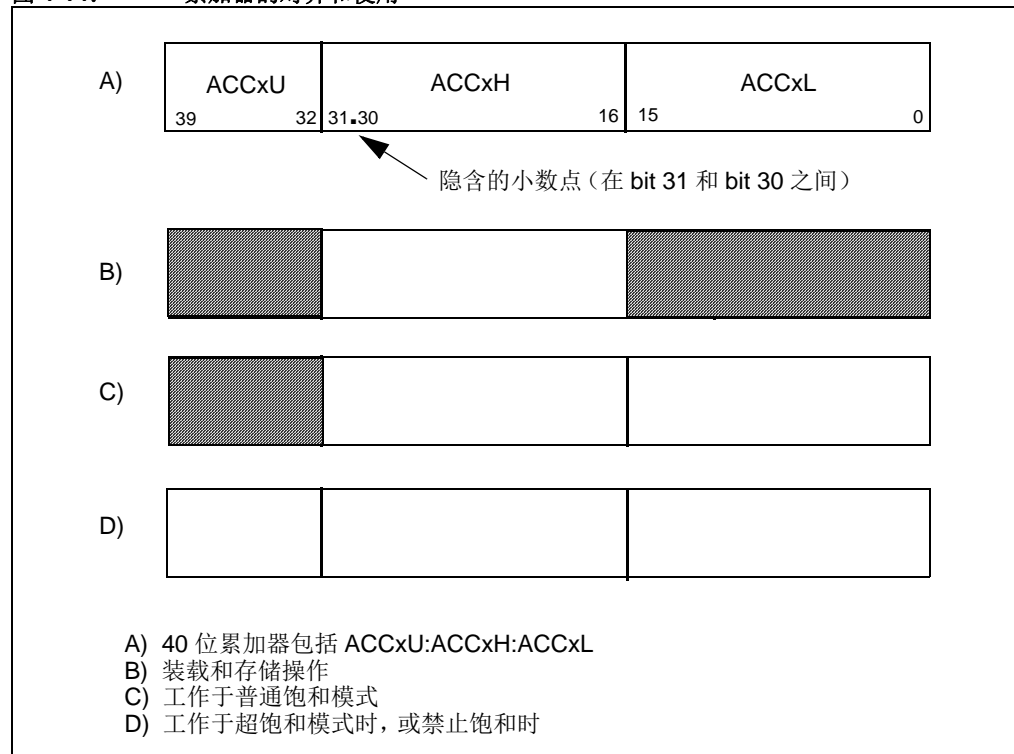 A)
ACCxU
ACCxH
ACCxL
39
32
31.30
16
15
0
隐含的小数点（在 bit 31 和 bit 30 之间）
B)
C)
D)
A) 40 位累加器包括 ACCxU:ACCxH:ACCxL
B) 装载和存储操作
C) 工作于普通饱和模式
D) 工作于超饱和模式时，或禁止饱和时